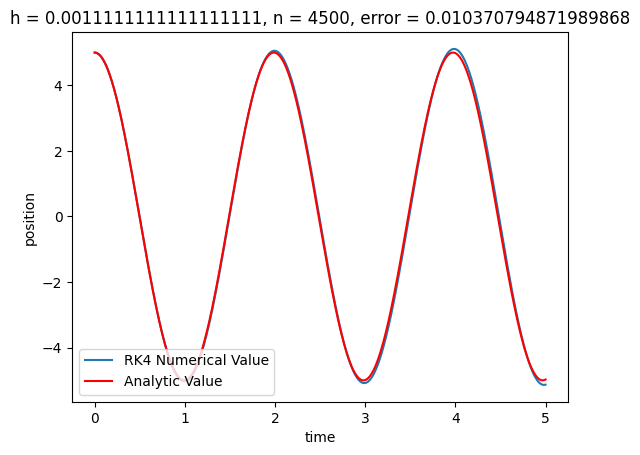 h = 0.0011111111111111111, n = 4500, error = 0.010370794871989868
4
2
0
−2
−4
position
RK4 Numerical Value
Analytic Value
0 1 2 3 4 5
time